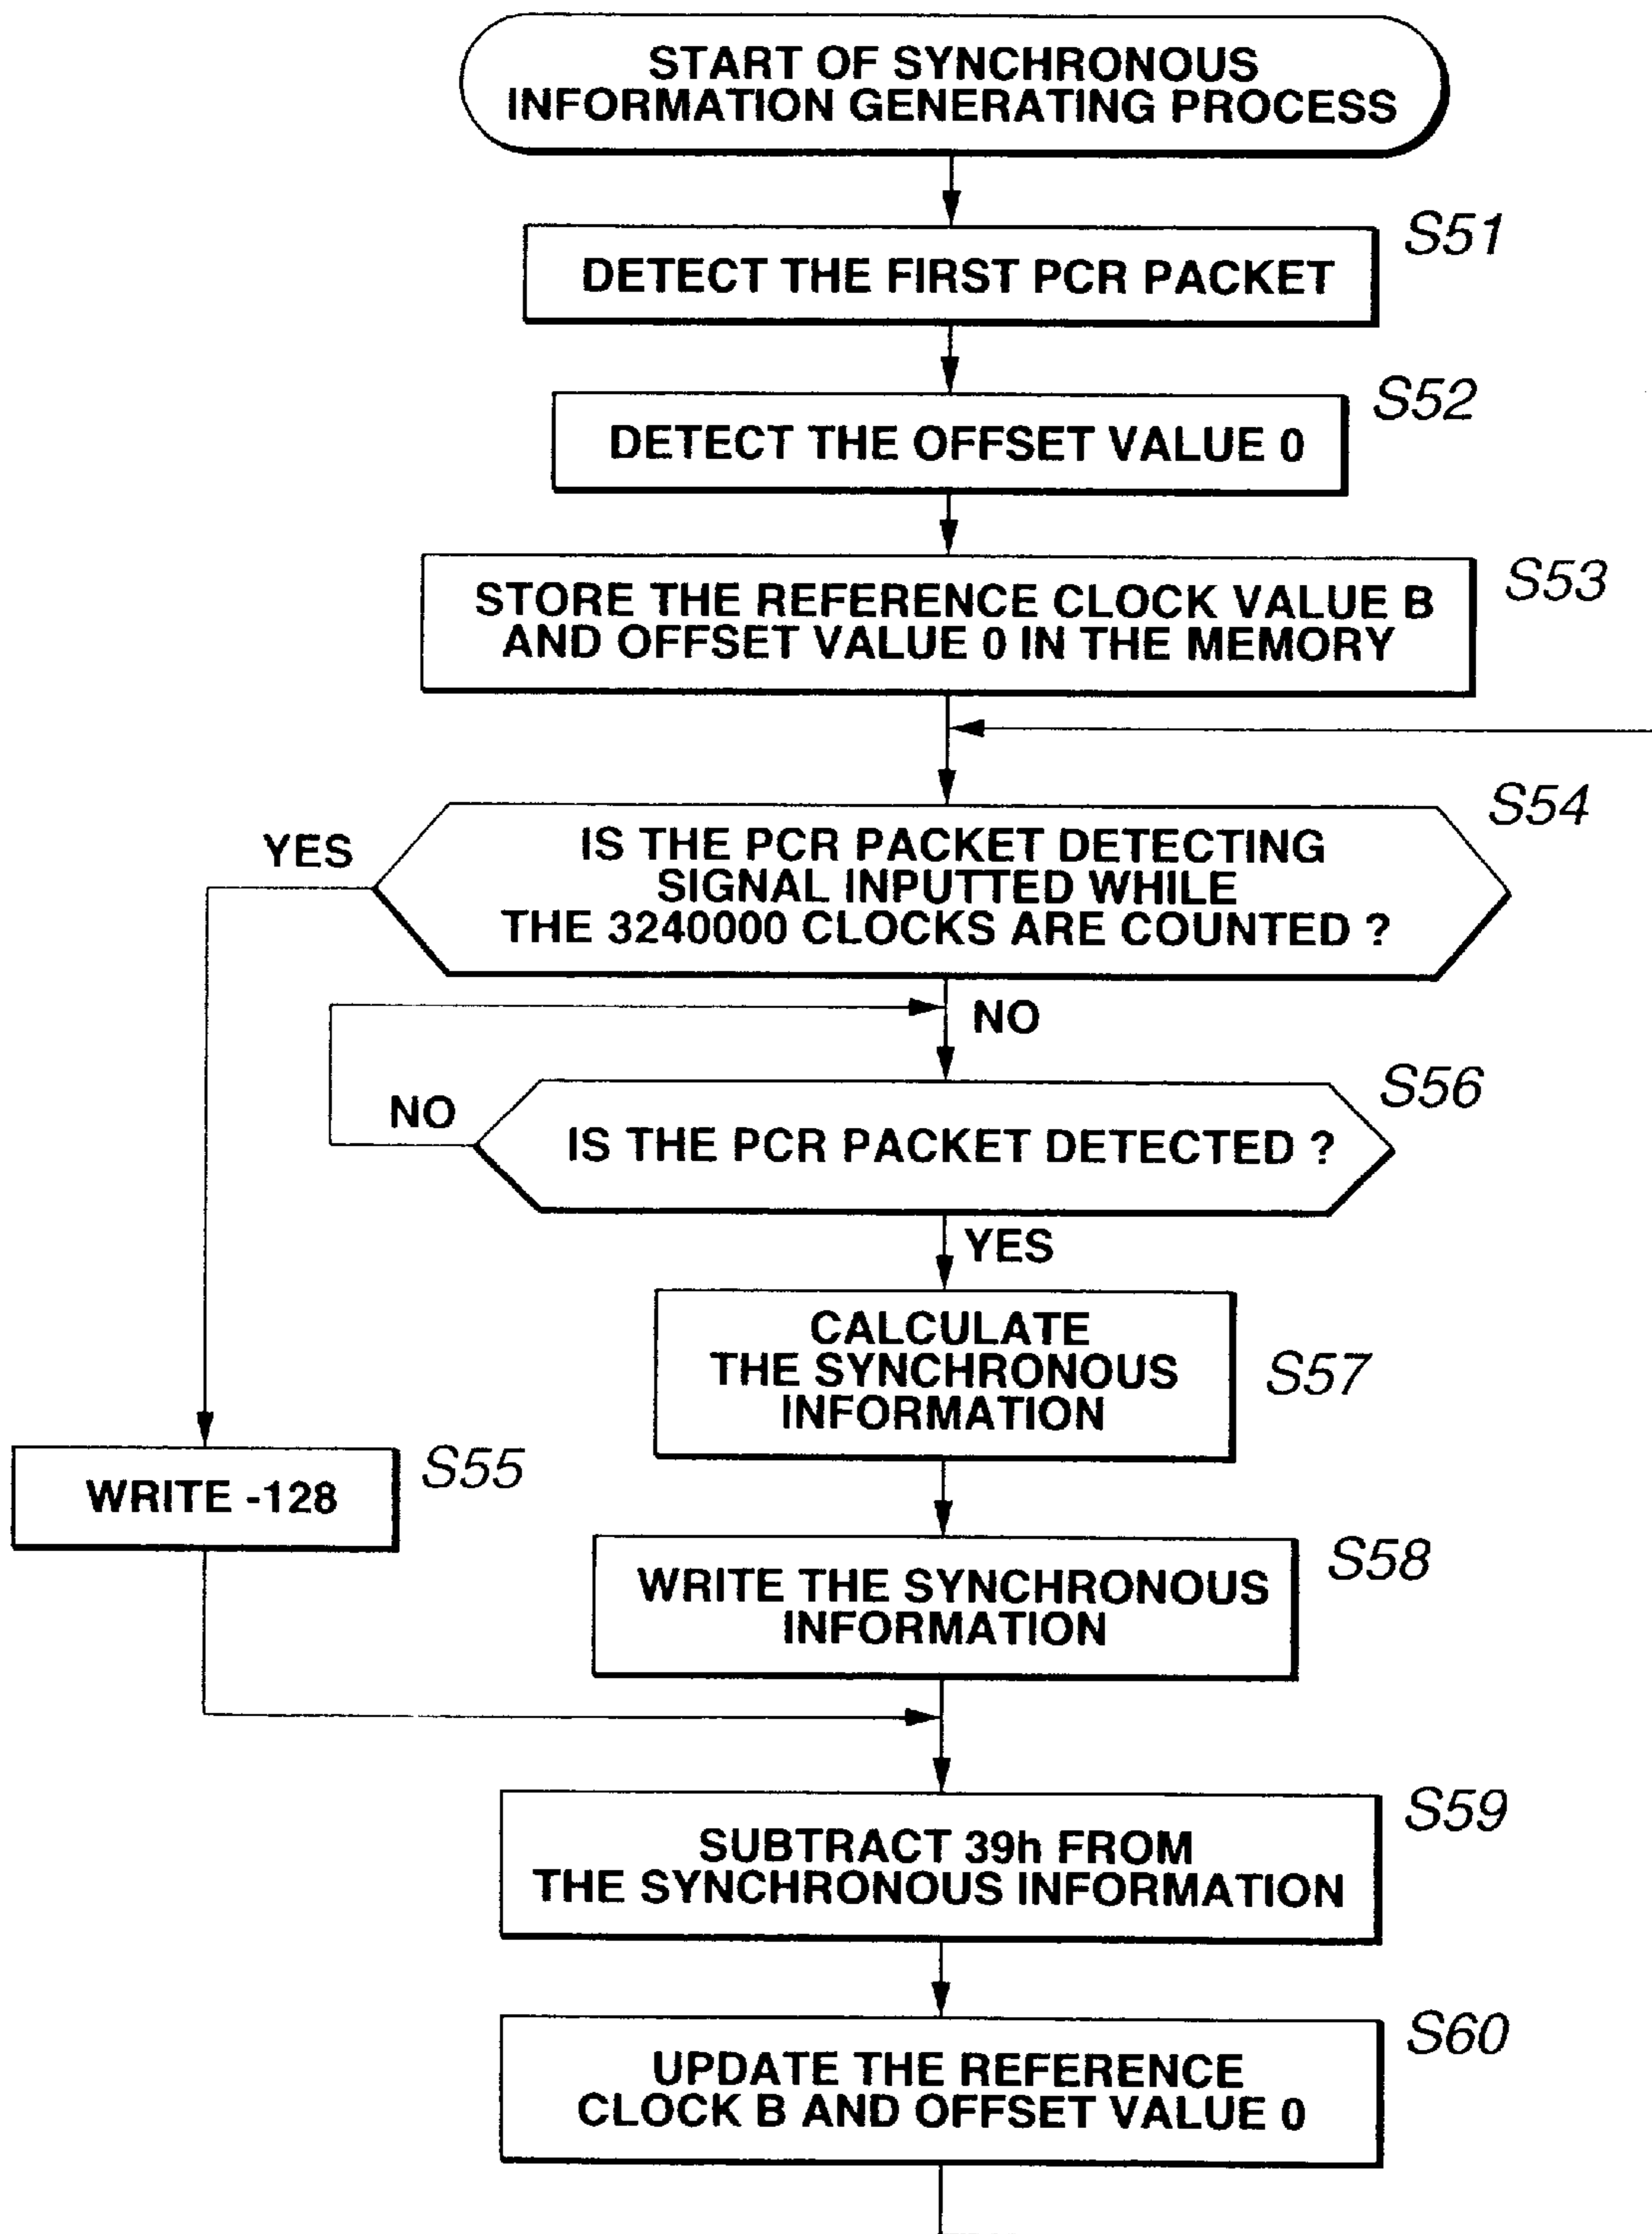 START OF SYNCHRONOUS
INFORMATION GENERATING PROCESS
S51
DETECT THE FIRST PCR PACKET
S52
DETECT THE OFFSET VALUE 0
S53
STORE THE REFERENCE CLOCK VALUE B
AND OFFSET VALUE 0 IN THE MEMORY
S54
YES
IS THE PCR PACKET DETECTING
SIGNAL INPUTTED WHILE
THE 3240000 CLOCKS ARE COUNTED ?
NO
S56
NO
IS THE PCR PACKET DETECTED ?
YES
CALCULATE
THE SYNCHRONOUS
INFORMATION
S57
S55
WRITE -128
S58
WRITE THE SYNCHRONOUS
INFORMATION
S59
SUBTRACT 39h FROM
THE SYNCHRONOUS INFORMATION
S60
UPDATE THE REFERENCE
CLOCK B AND OFFSET VALUE 0